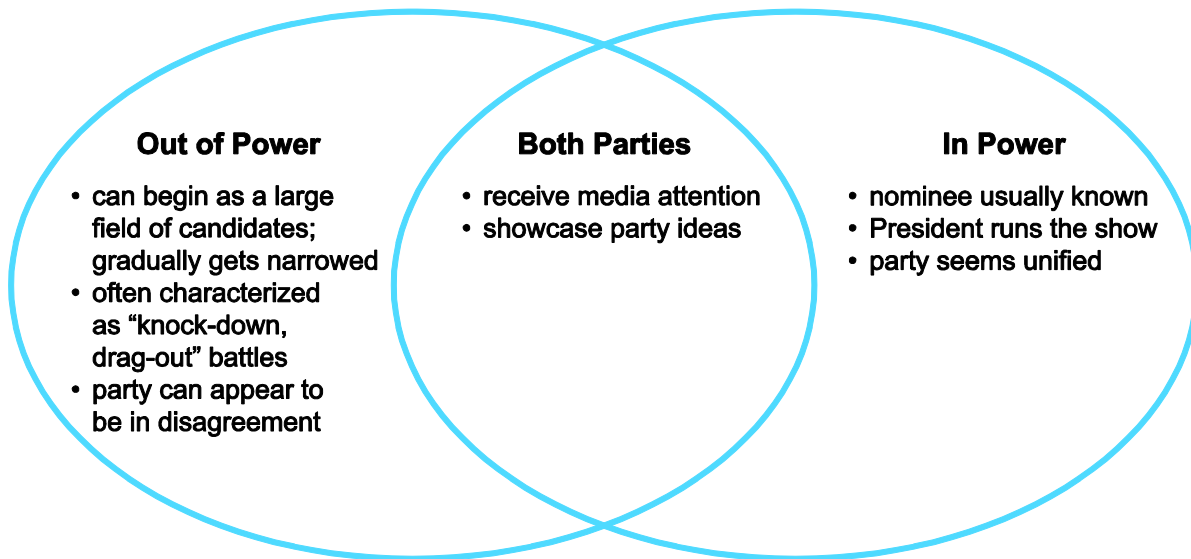 Out of Power
• can begin as a large
field of candidates;
gradually gets narrowed
• often characterized
as “knock-down,
drag-out” battles
• party can appear to
be in disagreement
Both Parties
• receive media attention
• showcase party ideas
In Power
• nominee usually known
• President runs the show
• party seems unified